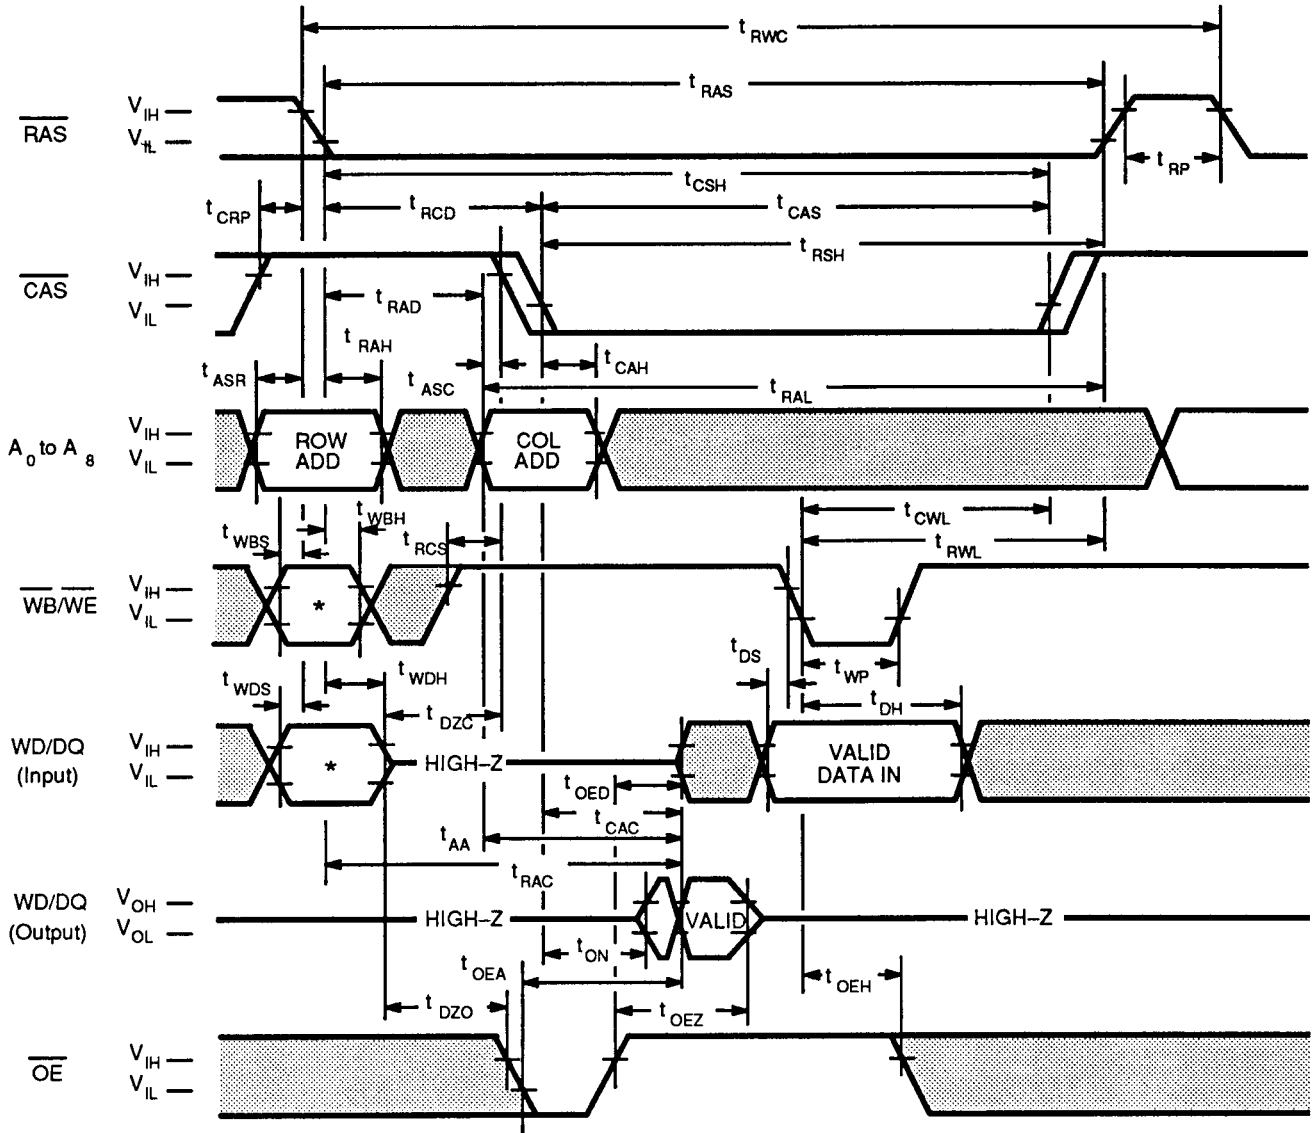 t RWC
t RAS
RAS
V IH
V IL
t RP
t CSH
t CRP
t RCD
t CAS
t RSH
CAS
V IH
V IL
t RAD
t RAH
t CAH
t ASR
t ASC
t RAL
A 0 to A 8
V IH
V IL
ROW
ADD
COL
ADD
t WBH
t CWL
t WBS
t RCS
t RWL
WB/WE
V IH
V IL
*
t DS
t WP
t WDH
t WDS
t DZC
t DH
WD/DQ
(Input)
V IH
V IL
*
HIGH-Z
VALID
DATA IN
t OED
t CAC
t AA
t RAC
WD/DQ
(Output)
V OH
V OL
HIGH-Z
VALID
HIGH-Z
t ON
t OEA
t OEH
t DZO
t OEZ
OE
V IH
V IL